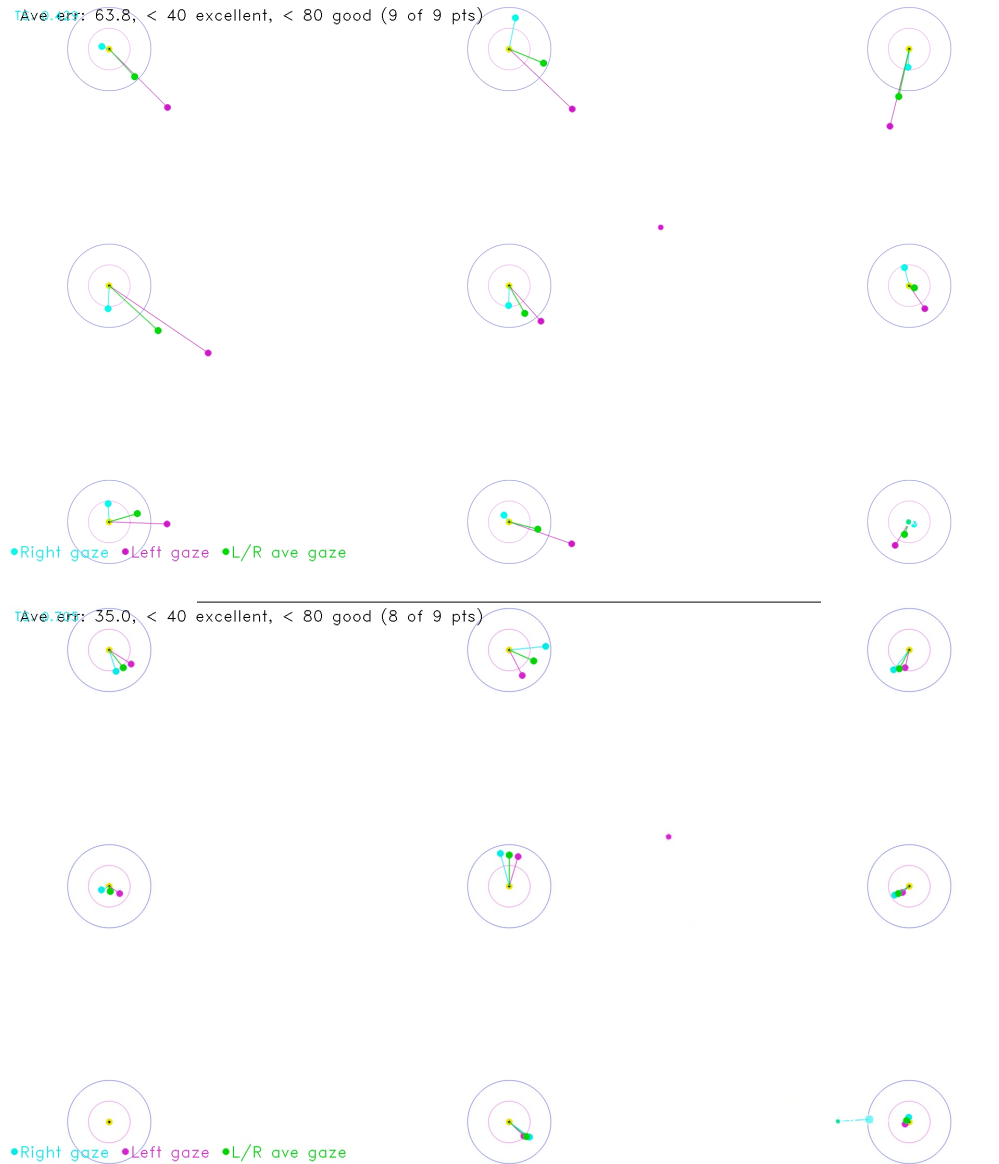 Ave err: 63.8, < 40 excellent, < 80 good (9 of 9 pts)
Right gaze Left gaze L/R ave gaze
Ave err: 35.0, < 40 excellent, < 80 good (8 of 9 pts)
Right gaze Left gaze L/R ave gaze